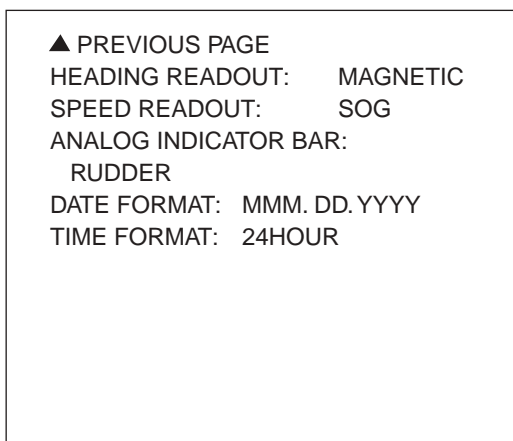 ▲ PREVIOUS PAGE
HEADING READOUT: MAGNETIC
SPEED READOUT: SOG
ANALOG INDICATOR BAR:
RUDDER
DATE FORMAT: MMM. DD. YYYY
TIME FORMAT: 24HOUR